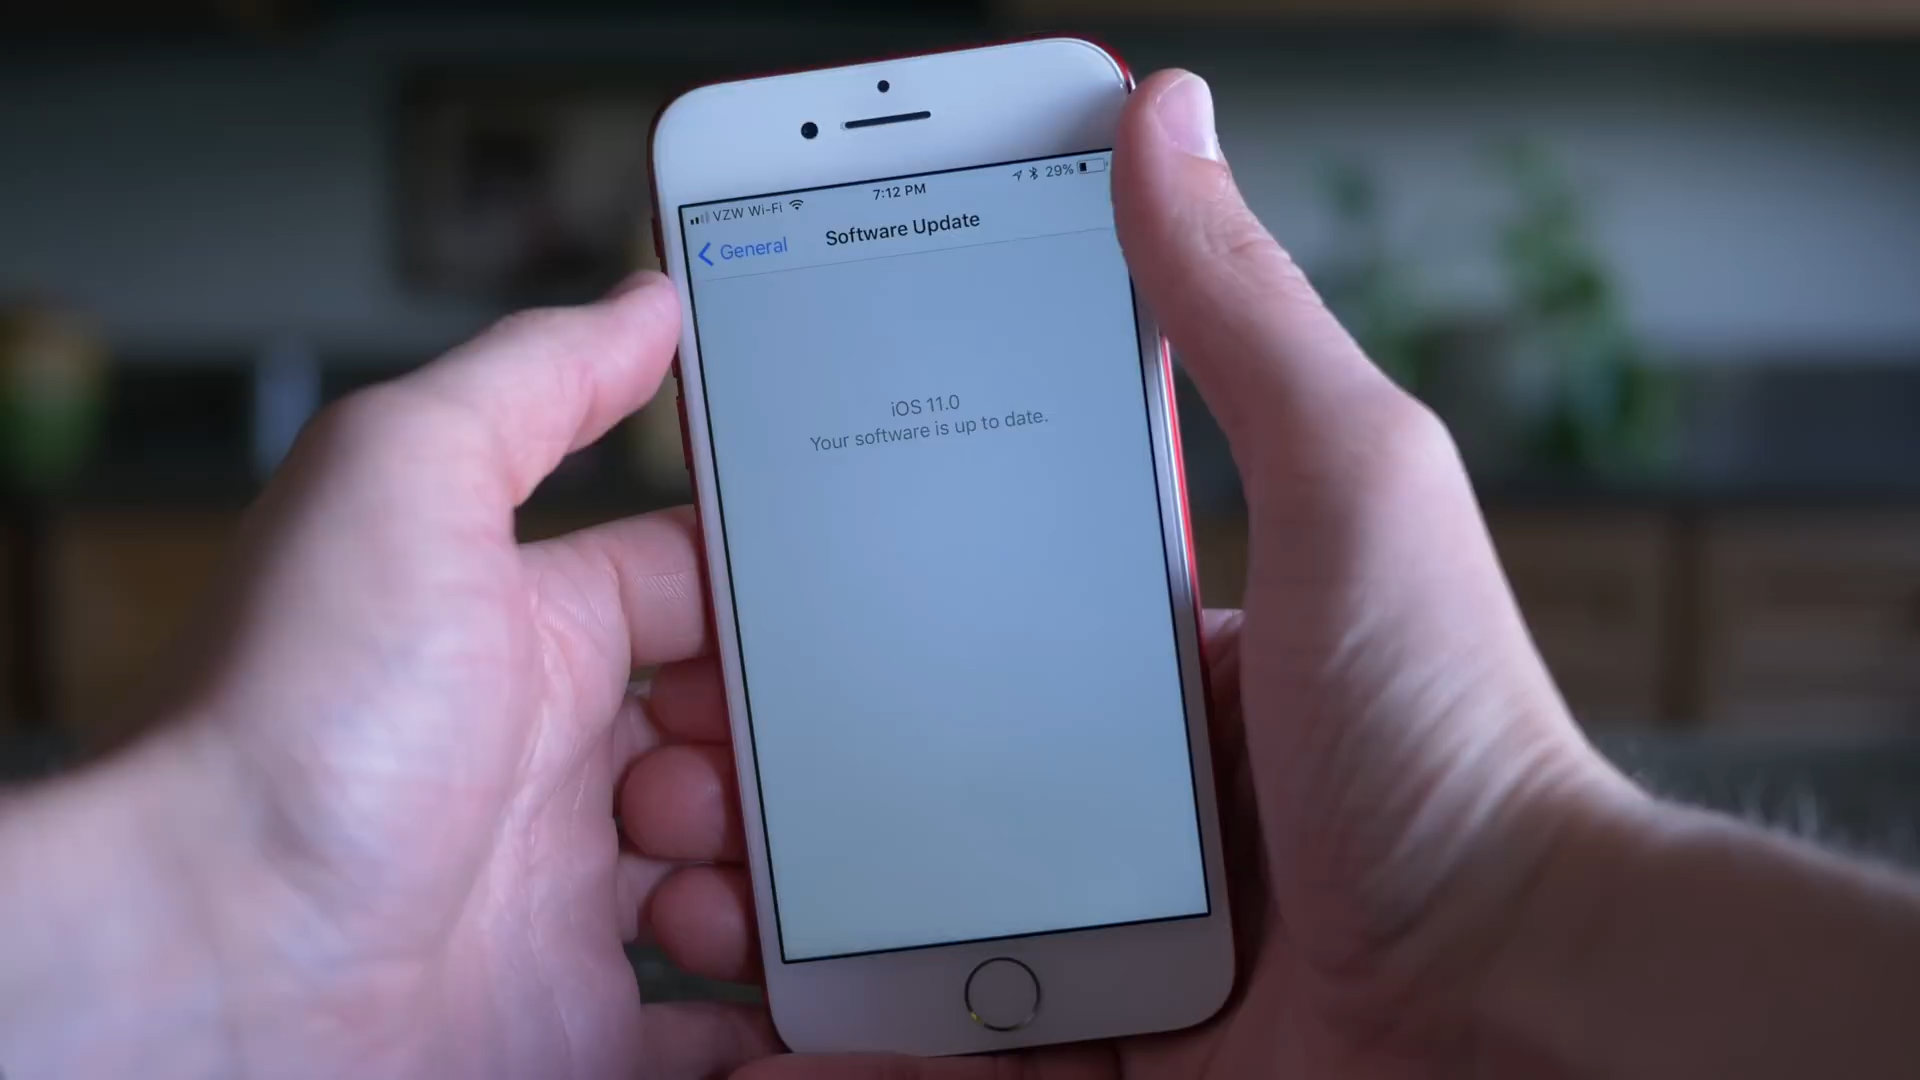 VZW Wi-Fi 7:12 PM 29%
General Software Update
iOS 11.0
Your software is up to date.